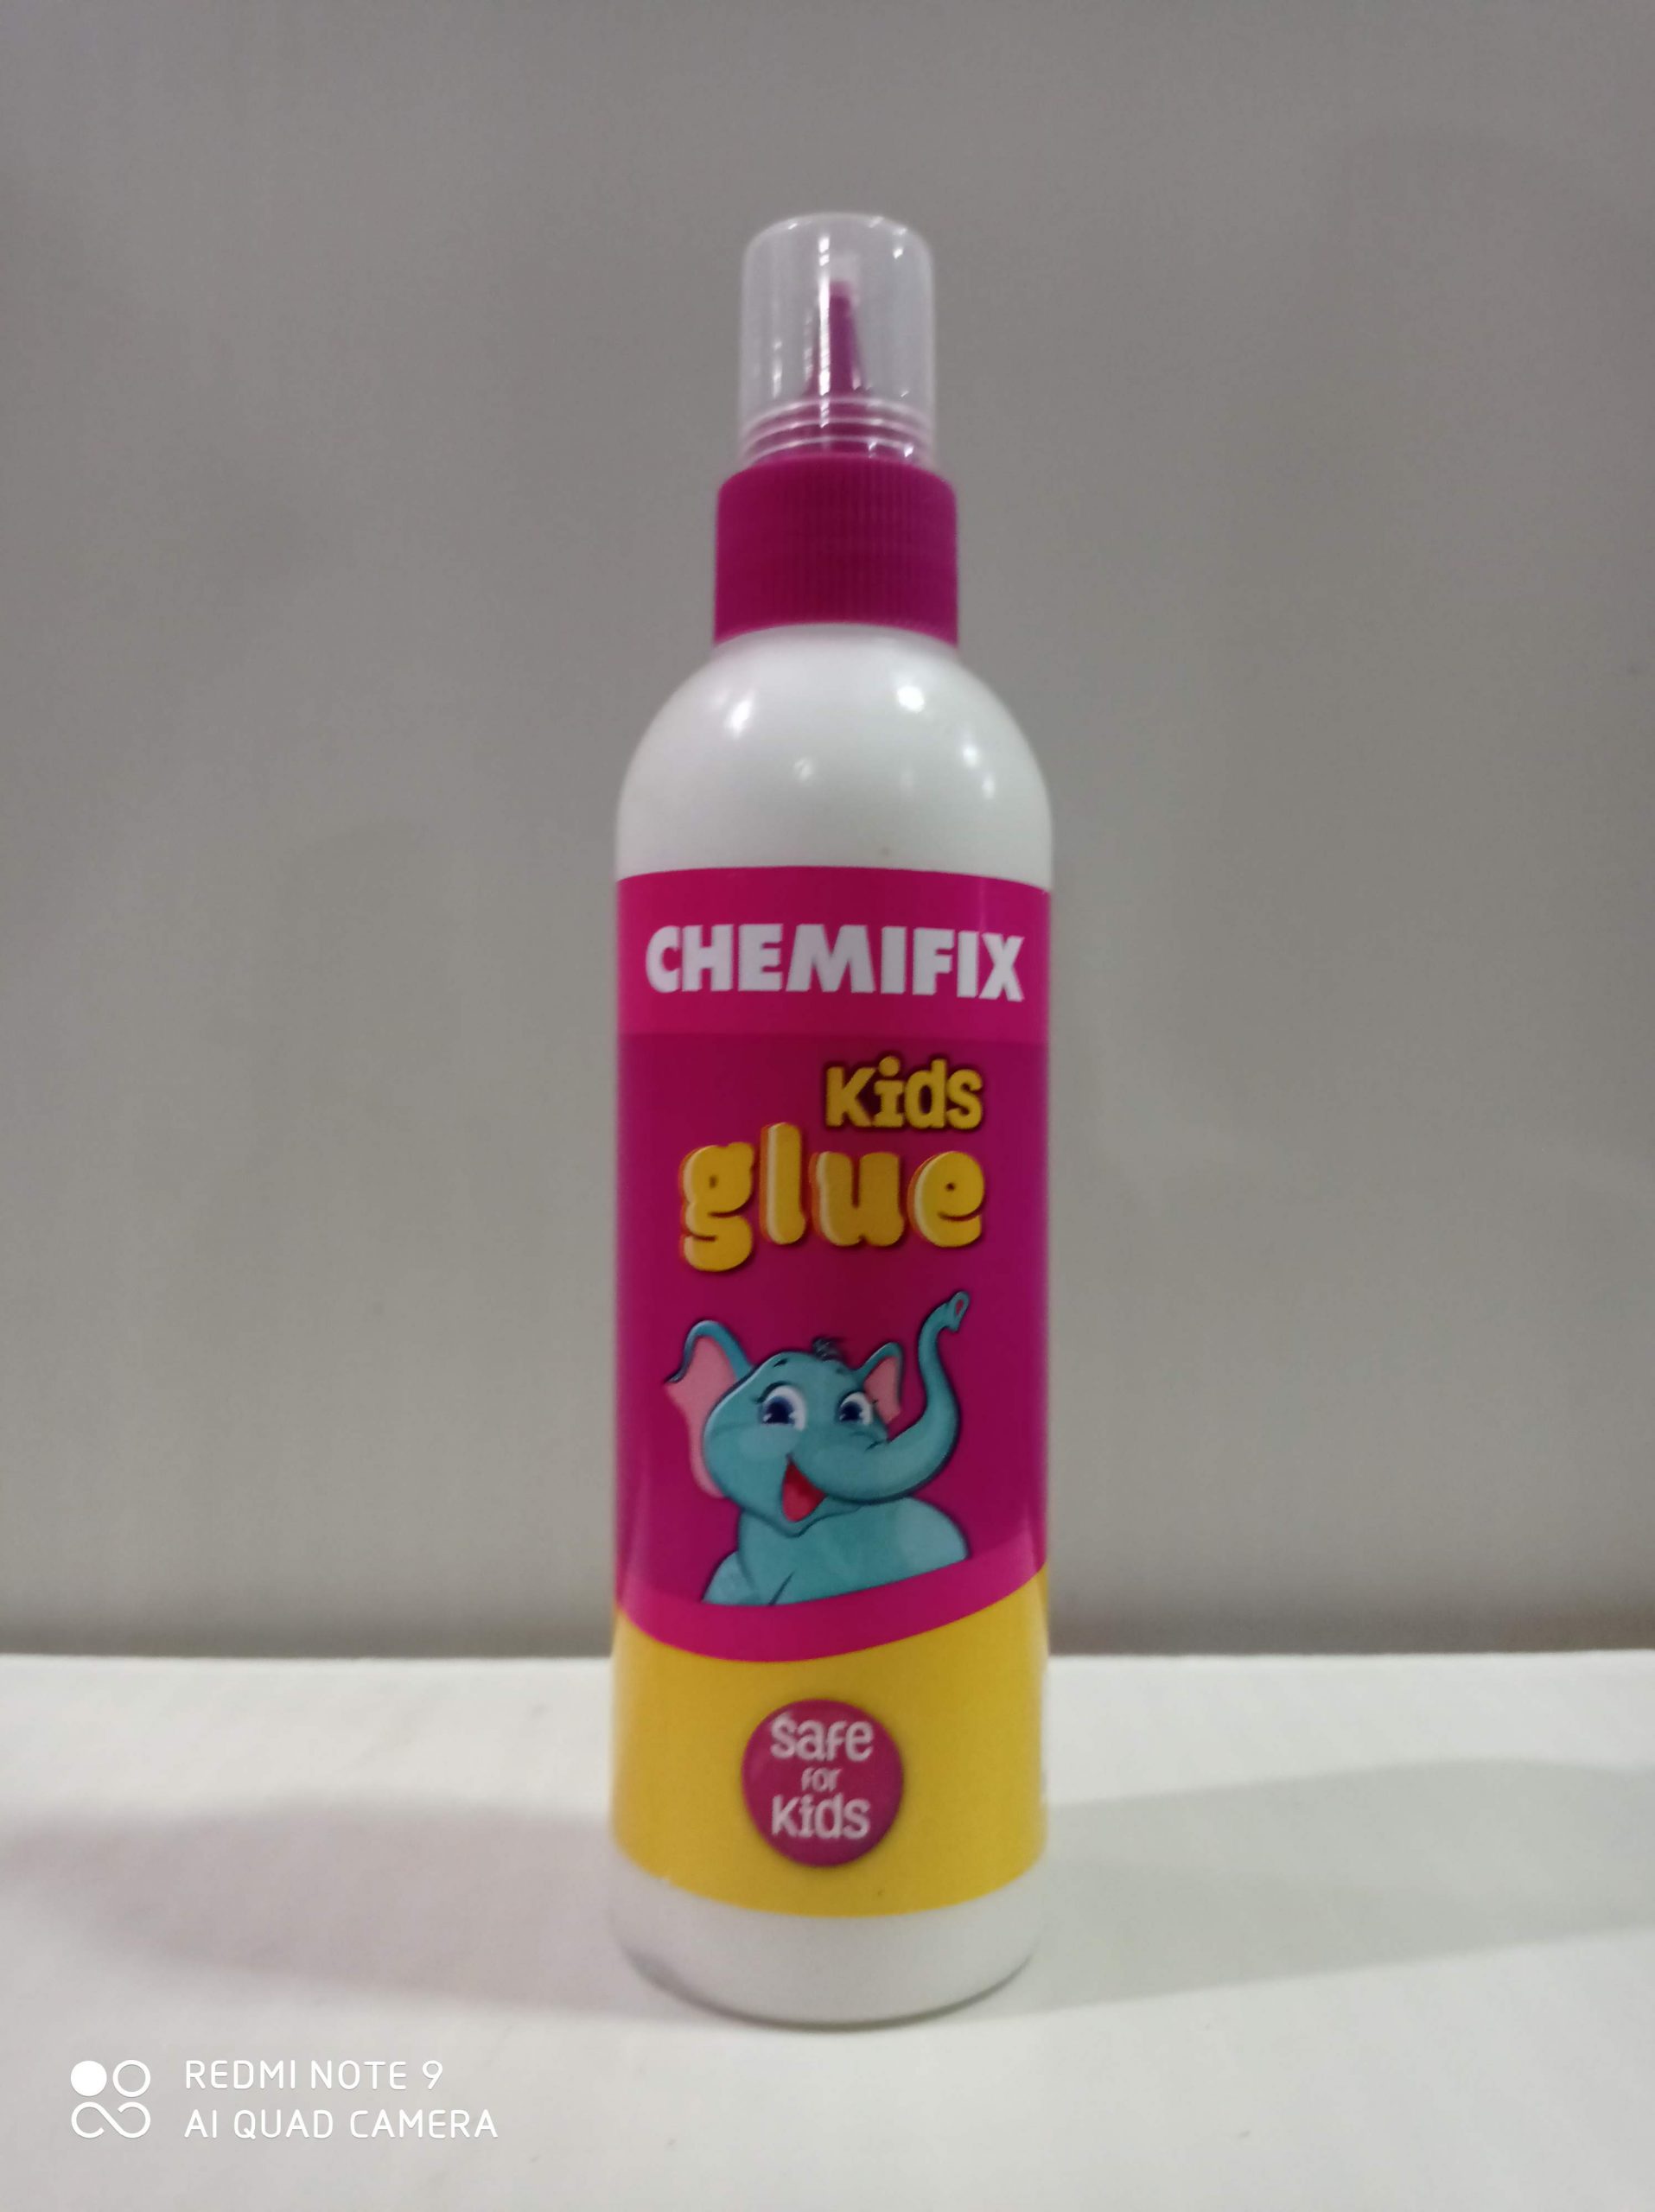 CHEMIFIX
Kids
glue
Safe
FOR
Kids
REDMI NOTE 9
AI QUAD CAMERA